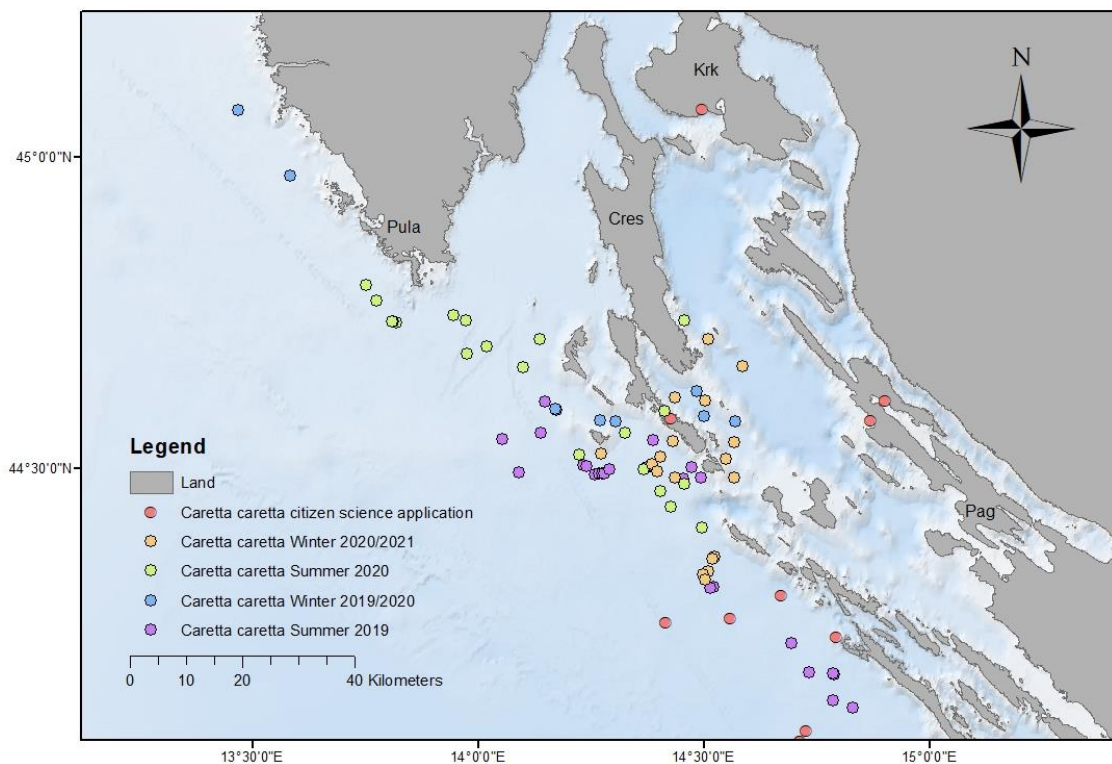 N
Krk
45°0'0"N
Cres
Pula
Legend
Land
44°30'0"N
Caretta caretta citizen science application
Pag
Caretta caretta Winter 2020/2021
Caretta caretta Summer 2020
Caretta caretta Winter 2019/2020
Caretta caretta Summer 2019
0 10 20 40 Kilometers
13°30'0"E 14°0'0"E 14°30'0"E 15°0'0"E